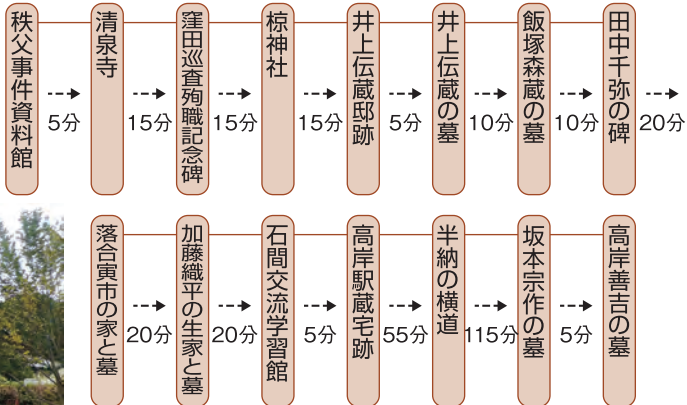 秩父事件資料館
5分
清泉寺
15分
窪田巡査殉職記念碑
15分
椋神社
15分
井上伝蔵邸跡
5分
井上伝蔵の墓
10分
飯塚森蔵の墓
10分
田中千弥の碑
20分
落合寅市の家と墓
20分
加藤織平の生家と墓
20分
石間交流学習館
5分
高岸駅蔵宅跡
55分
半納の横道
115分
坂本宗作の墓
5分
高岸善吉の墓